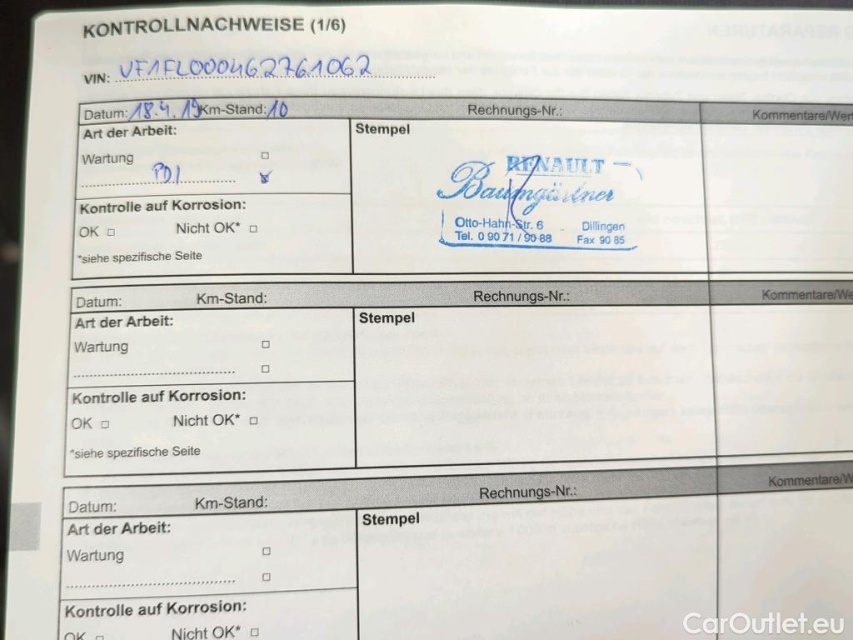 KONTROLLNACHWEISE (1/6)
VIN: VF1FL000462761062
Datum: 18.4.19 Km-Stand: 10 Rechnungs-Nr.: Kommentare/Wer
Art der Arbeit: Stempel
Wartung □
PDI
RENAULT
Baumgärtner
Otto-Hahn-Str. 6 Dillingen
Tel. 0 90 71 / 90 88 Fax 90 85
Kontrolle auf Korrosion:
OK □ Nicht OK* □
*siehe spezifische Seite
Datum: Km-Stand: Rechnungs-Nr.: Kommentare/We
Art der Arbeit: Stempel
Wartung □
□
Kontrolle auf Korrosion:
OK □ Nicht OK* □
*siehe spezifische Seite
Datum: Km-Stand: Rechnungs-Nr.: Kommentare/W
Art der Arbeit: Stempel
Wartung □
□
Kontrolle auf Korrosion:
OK □ Nicht OK* □
CarOutlet.eu